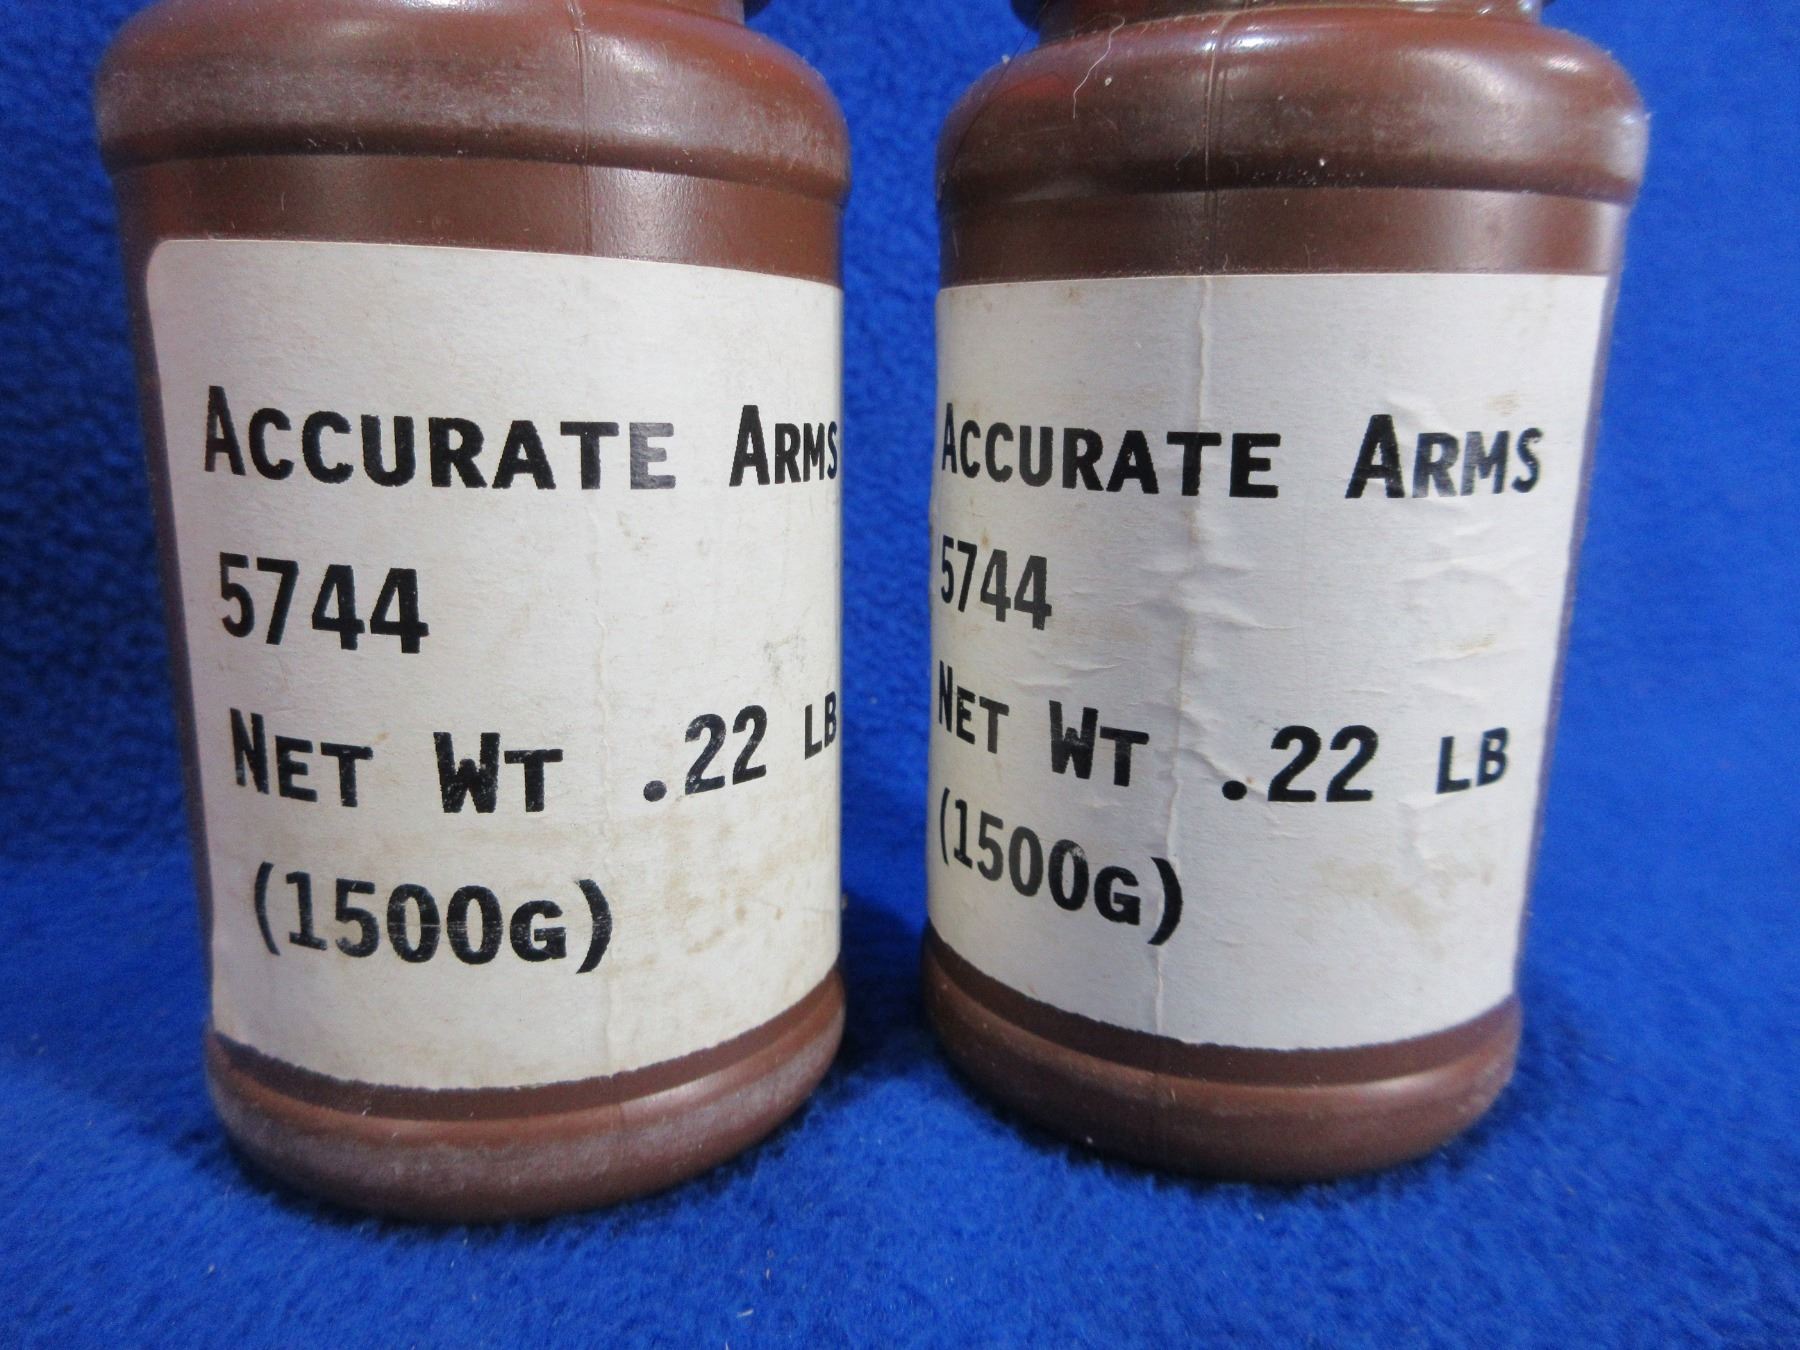 ACCURATE ARMS
5744
NET WT .22 LB
(1500G)
ACCURATE ARMS
5744
NET WT .22 LB
(1500G)